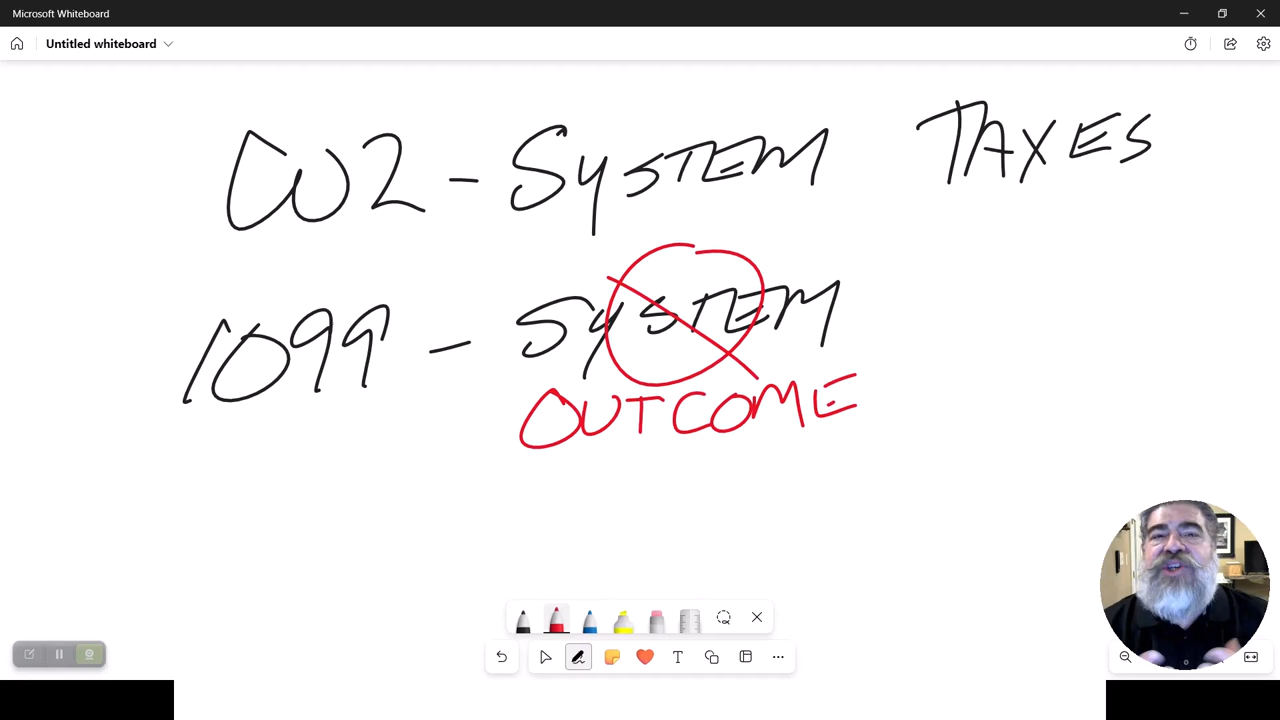 Microsoft Whiteboard
Untitled whiteboard
W2 - SYSTEM TAXES
1099 - SYSTEM
OUTCOME
T